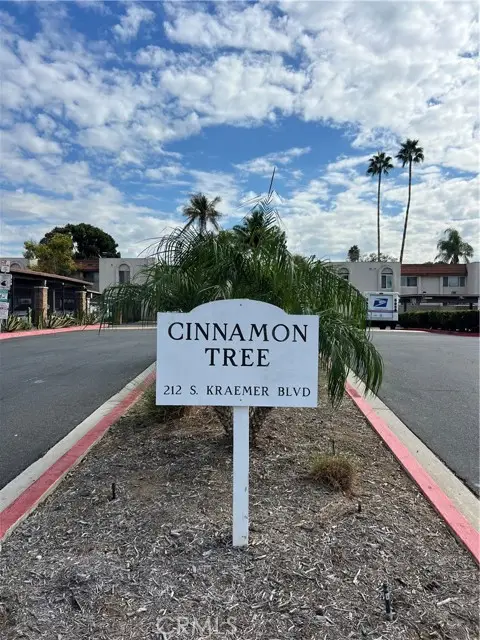 CINNAMON
TREE
212 S. KRAEMER BLVD
CRMLS